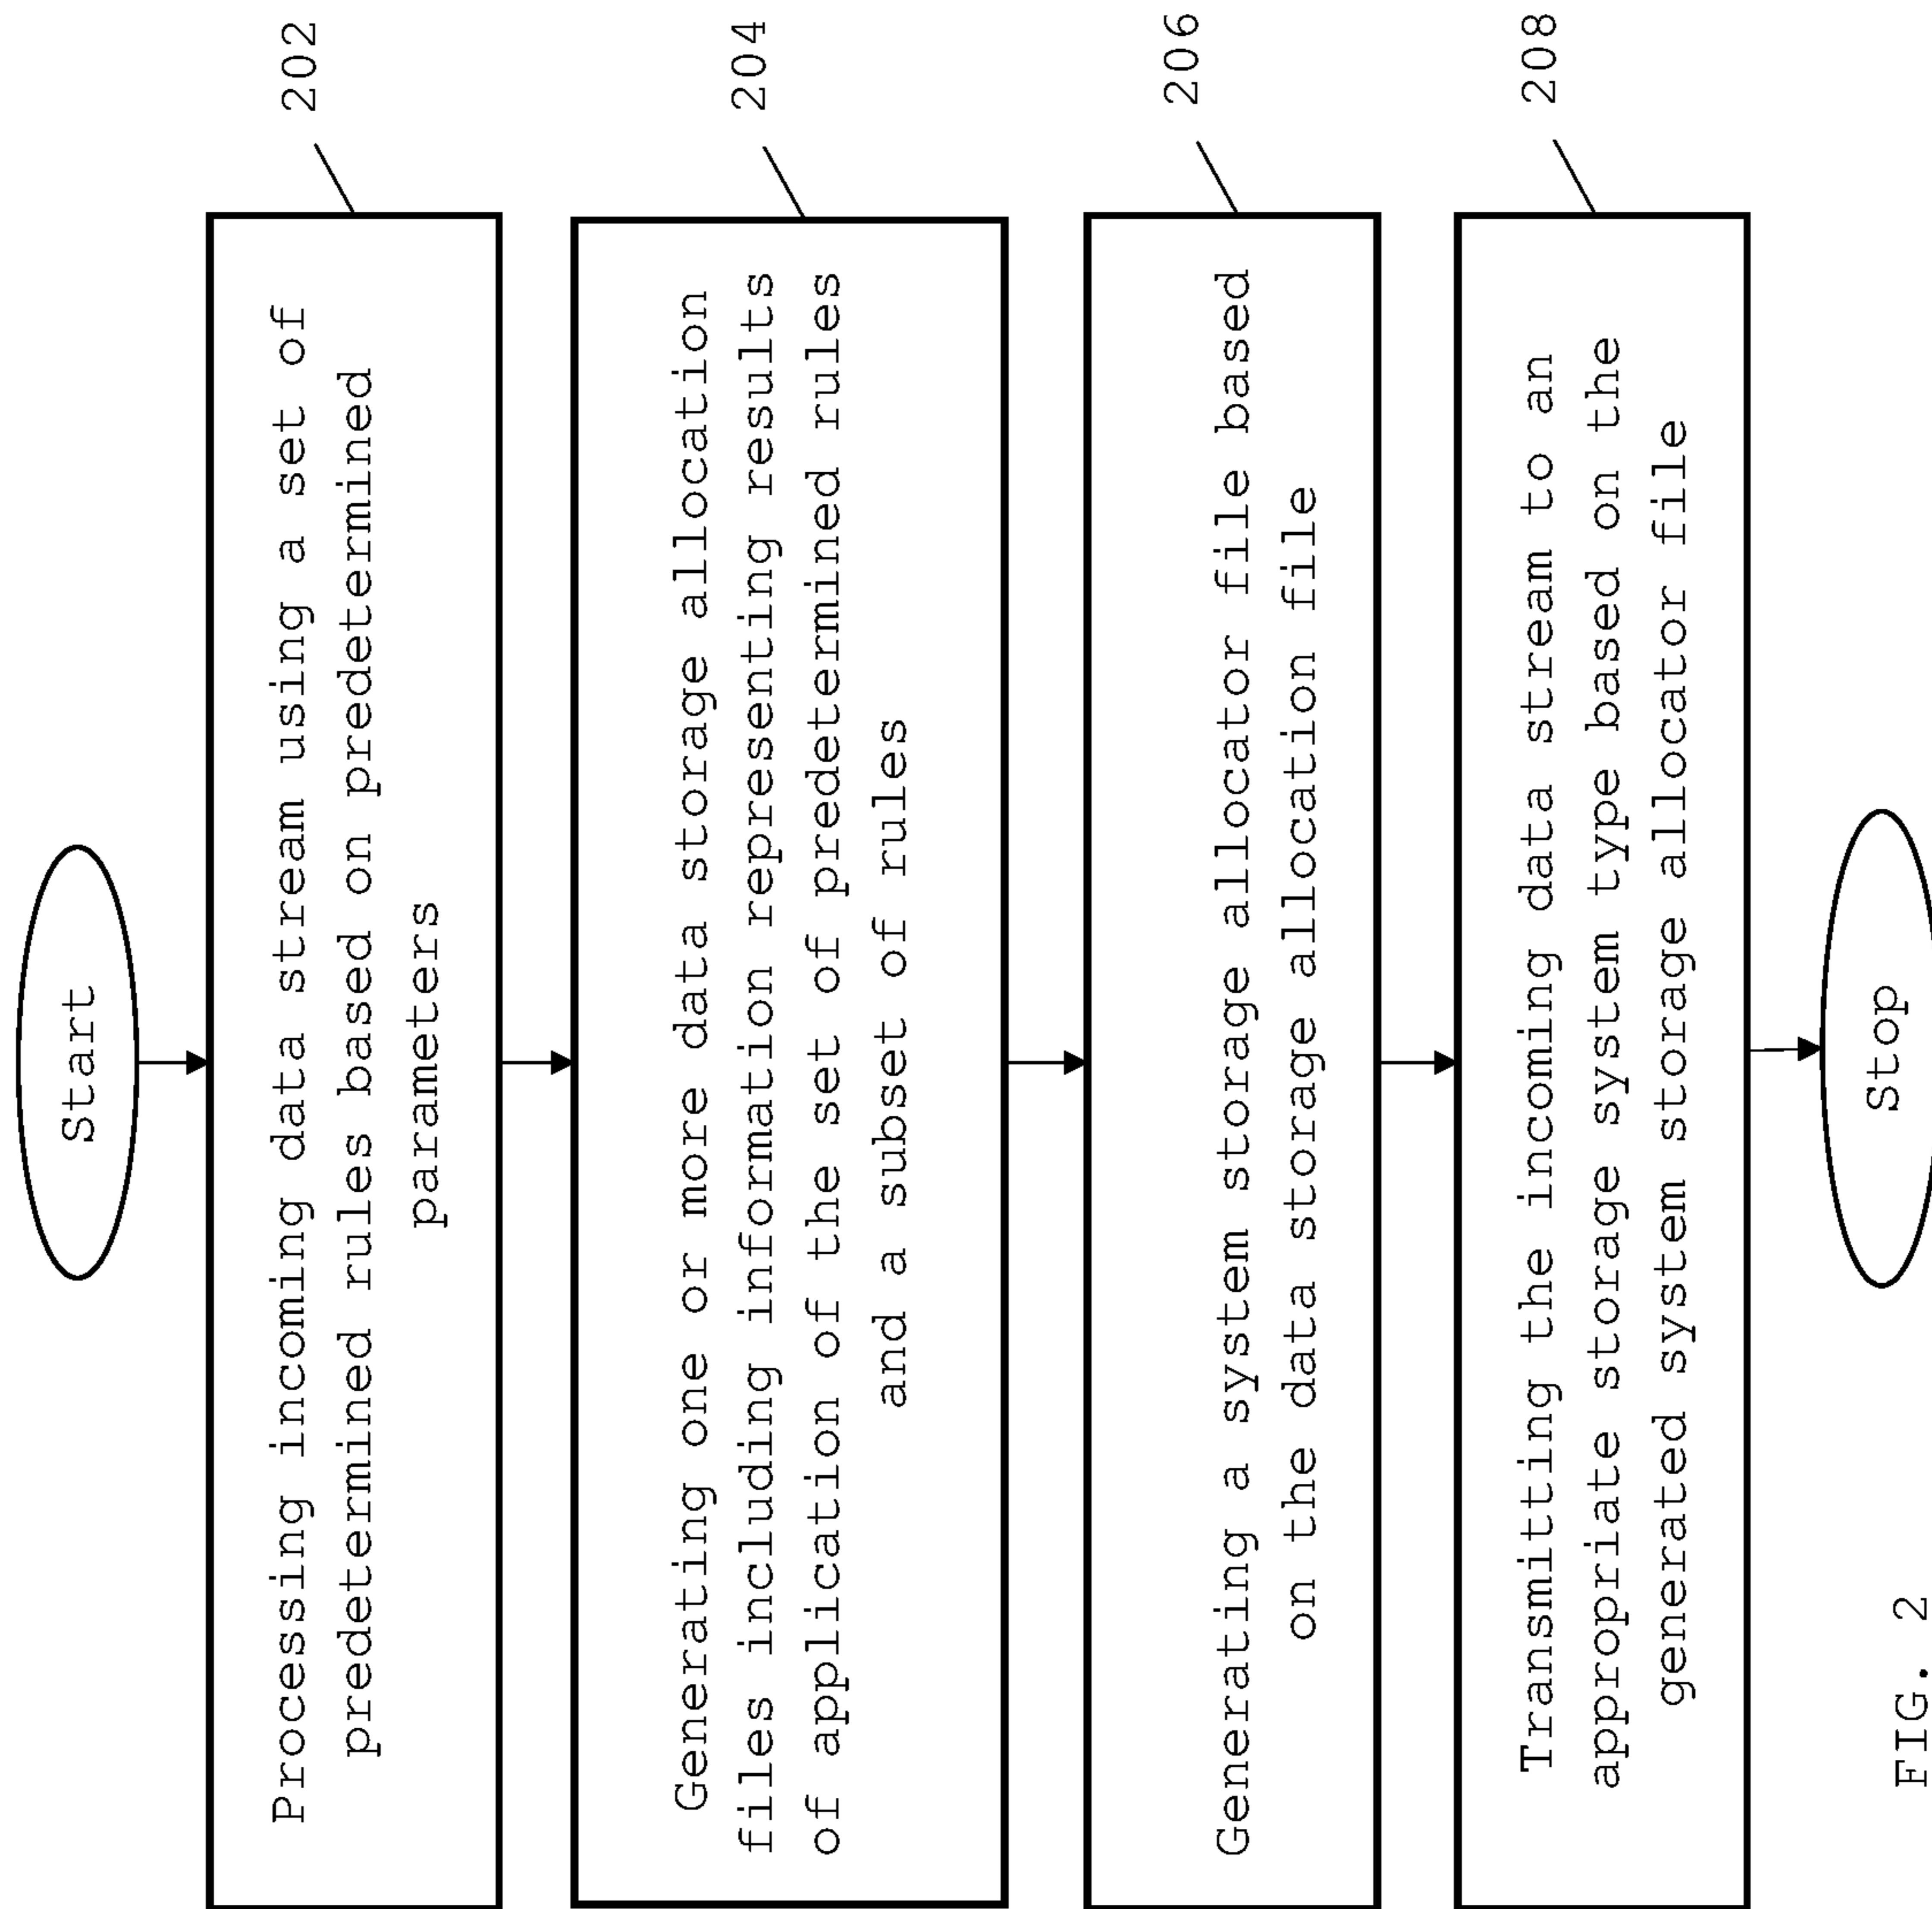 Start
Processing incoming data stream using a set of
predetermined rules based on predetermined
parameters
202
Generating one or more data storage allocation
files including information representing results
of application of the set of predetermined rules
and a subset of rules
204
Generating a system storage allocator file based
on the data storage allocation file
206
Transmitting the incoming data stream to an
appropriate storage system type based on the
generated system storage allocator file
208
Stop
FIG. 2